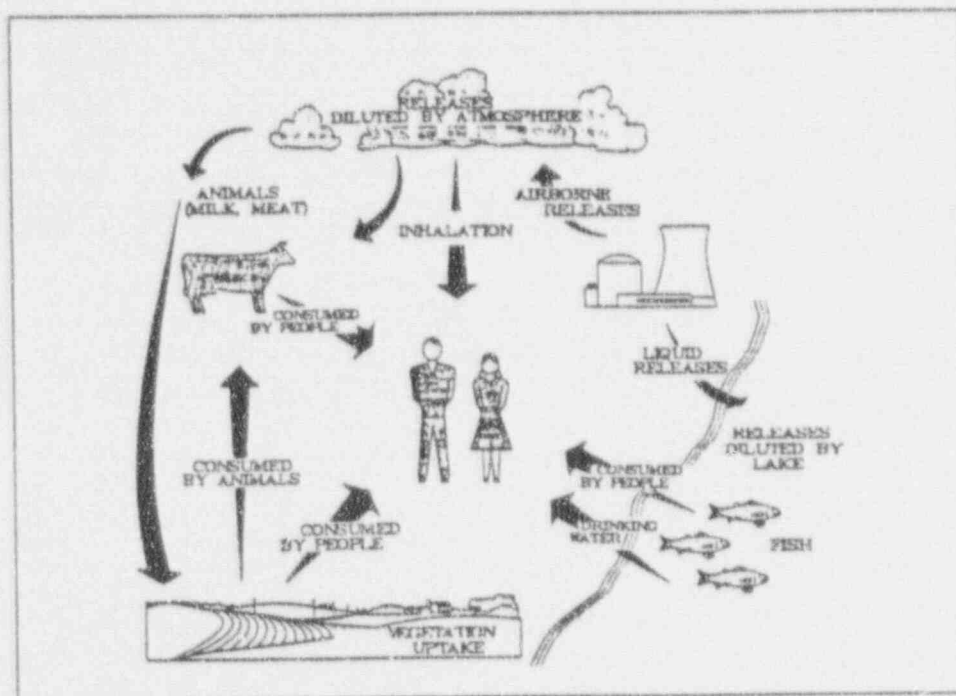 RELEASES
DILUTED BY ATMOSPHERE
ANIMALS
(MILK, MEAT)
INHALATION
AIRBORNE
RELEASES
CONSUMED
BY PEOPLE
LIQUID
RELEASES
RELEASES
DILUTED BY
LAKE
CONSUMED
BY ANIMALS
CONSUMED
BY PEOPLE
CONSUMED
BY PEOPLE
DRINKING
WATER
FISH
VEGETATION
UPTAKE